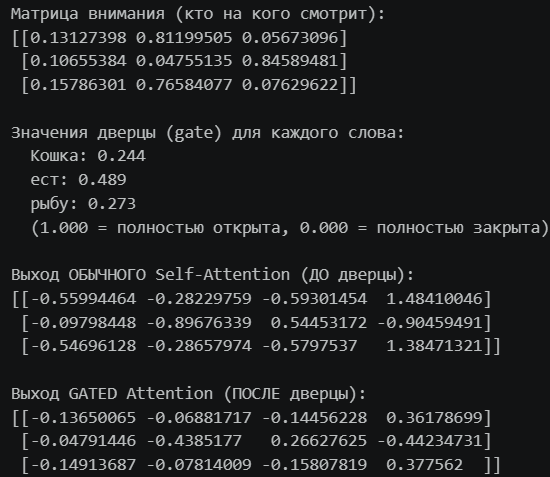 Матрица внимания (кто на кого смотрит):
[[0.13127398 0.81199505 0.05673096]
[0.10655384 0.04755135 0.84589481]
[0.15786301 0.76584077 0.07629622]]
Значения дверцы (gate) для каждого слова:
Кошка: 0.244
ест: 0.489
рыбу: 0.273
(1.000 = полностью открыта, 0.000 = полностью закрыта)
Выход ОБЫЧНОГО Self-Attention (ДО дверцы):
[[-0.55994464 -0.28229759 -0.59301454  1.48410046]
[-0.09798448 -0.89676339  0.54453172 -0.90459491]
[-0.54696128 -0.28657974 -0.5797537   1.38471321]]
Выход GATED Attention (ПОСЛЕ дверцы):
[[-0.13650065 -0.06881717 -0.14456228  0.36178699]
[-0.04791446 -0.4385177   0.26627625 -0.44234731]
[-0.14913687 -0.07814009 -0.15807819  0.377562  ]]